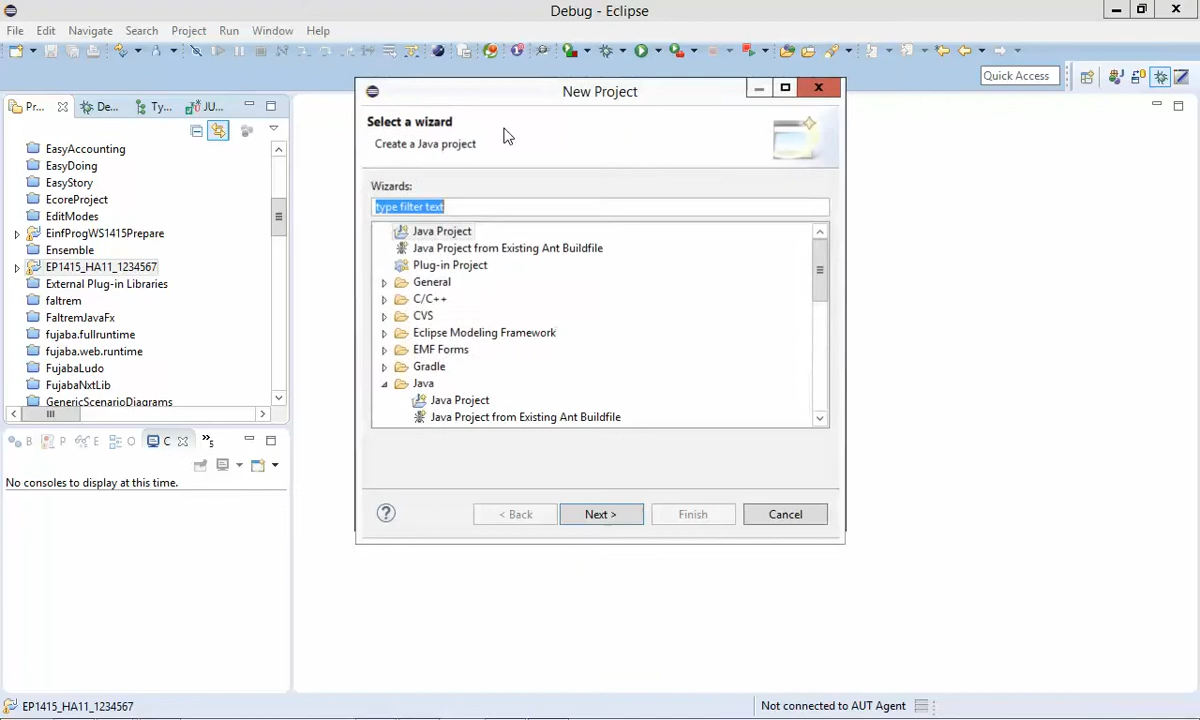 Debug - Eclipse
File Edit Navigate Search Project Run Window Help
Quick Access
Pr... De... Ty... JU...
EasyAccounting
EasyDoing
EasyStory
EcoreProject
EditModes
EinfProgWS1415Prepare
Ensemble
EP1415_HA11_1234567
External Plug-in Libraries
faltrem
FaltremJavaFx
fujaba.fullruntime
fujaba.web.runtime
FujabaLudo
FujabaNxtLib
GenericScenarioDiagrams
B P E O C »5
No consoles to display at this time.
New Project
Select a wizard
Create a Java project
Wizards:
type filter text
Java Project
Java Project from Existing Ant Buildfile
Plug-in Project
General
C/C++
CVS
Eclipse Modeling Framework
EMF Forms
Gradle
Java
Java Project
Java Project from Existing Ant Buildfile
? < Back Next > Finish Cancel
EP1415_HA11_1234567 Not connected to AUT Agent